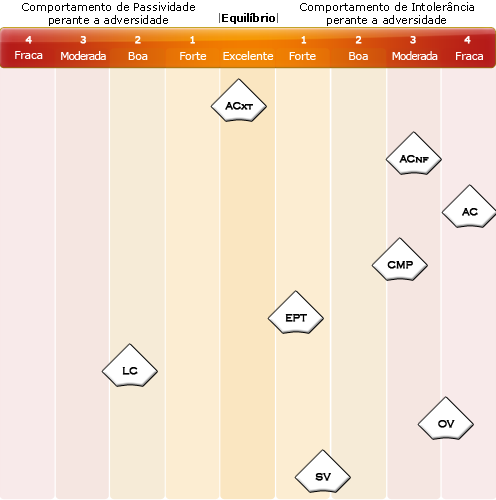 Comportamento de Passividade
perante a adversidade
|Equilíbrio|
Comportamento de Intolerância
perante a adversidade
4 3 2 1 1 2 3 4
Fraca Moderada Boa Forte Excelente Forte Boa Moderada Fraca
ACXT
ACNF
AC
CMP
EPT
LC
OV
SV